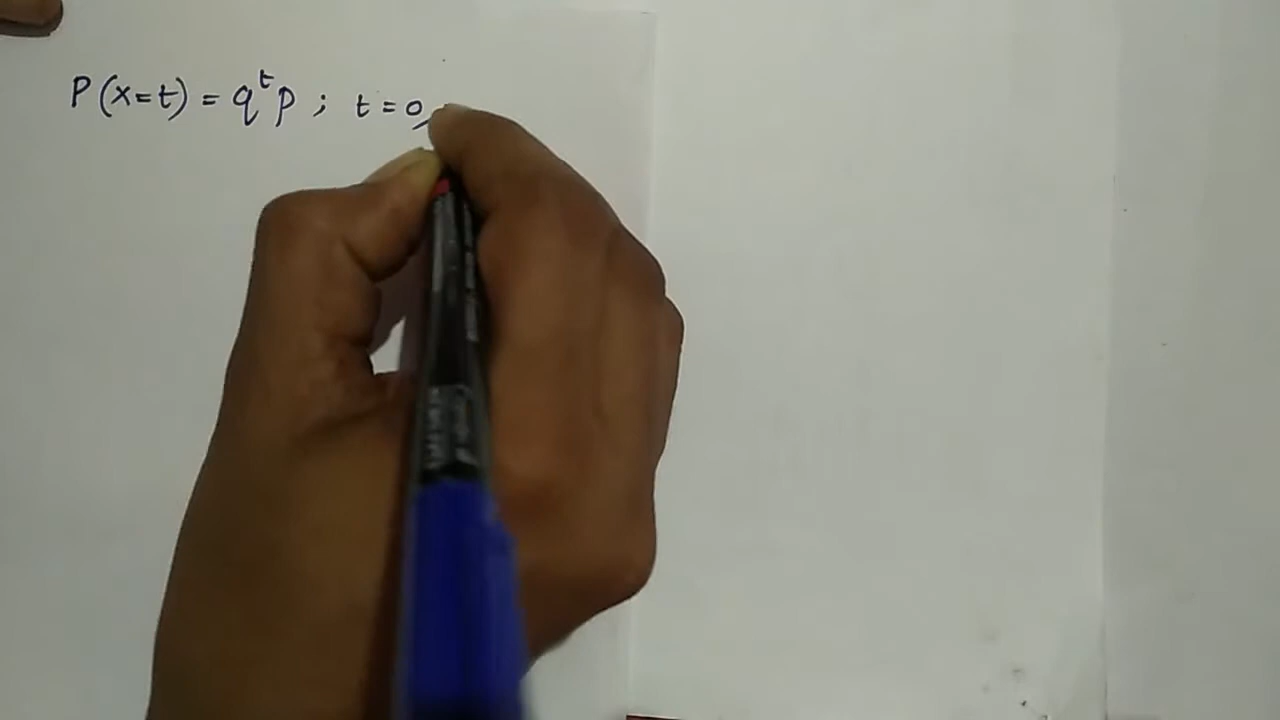 P(x=t) = q^t p ; t = 0,